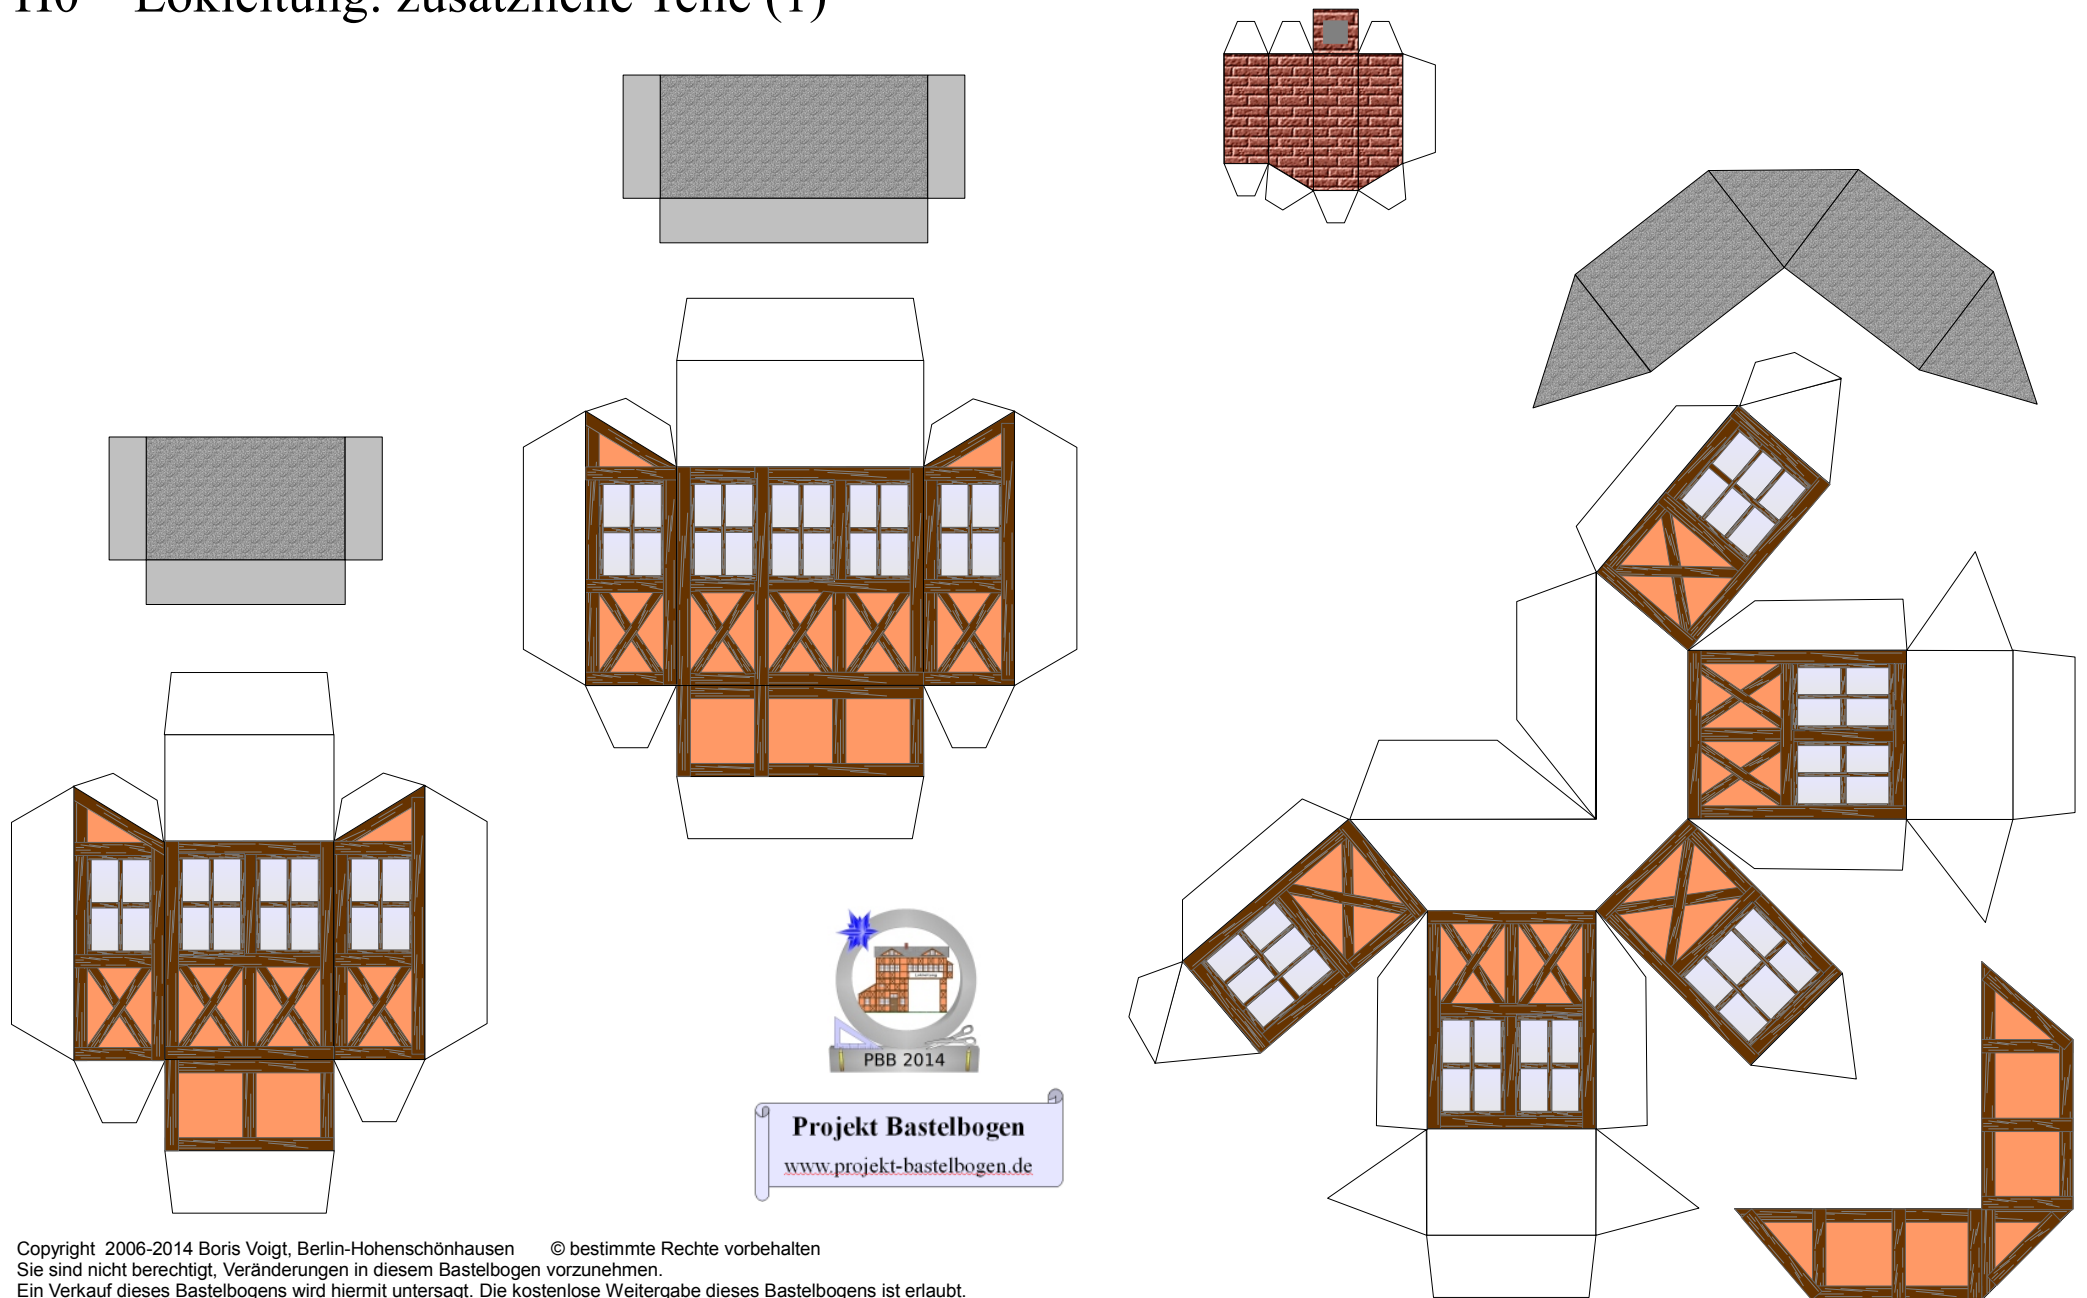 H0 Lokleitung: zusätzliche Teile (1)
Lokleitung
PBB 2014
Projekt Bastelbogen
www.projekt-bastelbogen.de
Copyright 2006-2014 Boris Voigt, Berlin-Hohenschönhausen © bestimmte Rechte vorbehalten
Sie sind nicht berechtigt, Veränderungen in diesem Bastelbogen vorzunehmen.
Ein Verkauf dieses Bastelbogens wird hiermit untersagt. Die kostenlose Weitergabe dieses Bastelbogens ist erlaubt.